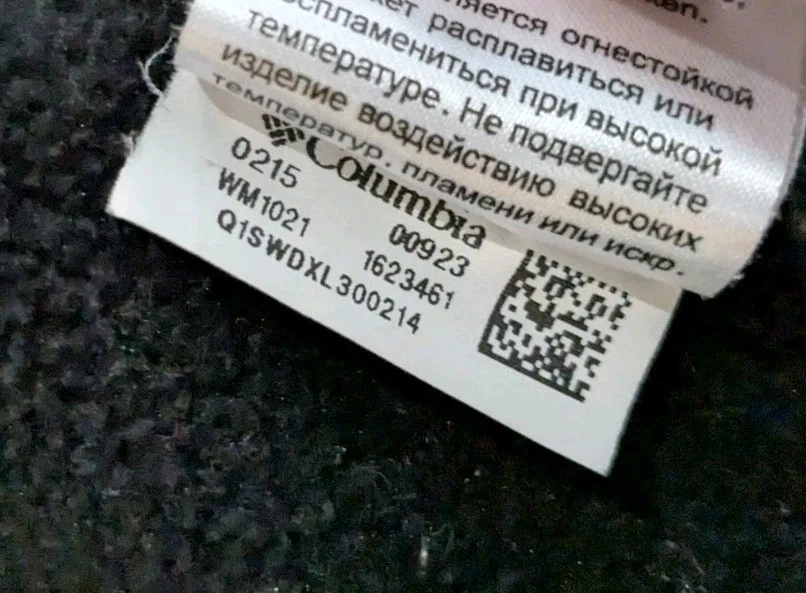 огнестойкой
расплавиться или
воспламениться при высокой
температуре. Не подвергайте
изделие воздействию высоких
температур, пламени или искр.
Columbia
0215 00923
WM1021 1623461
Q1SWDXL300214